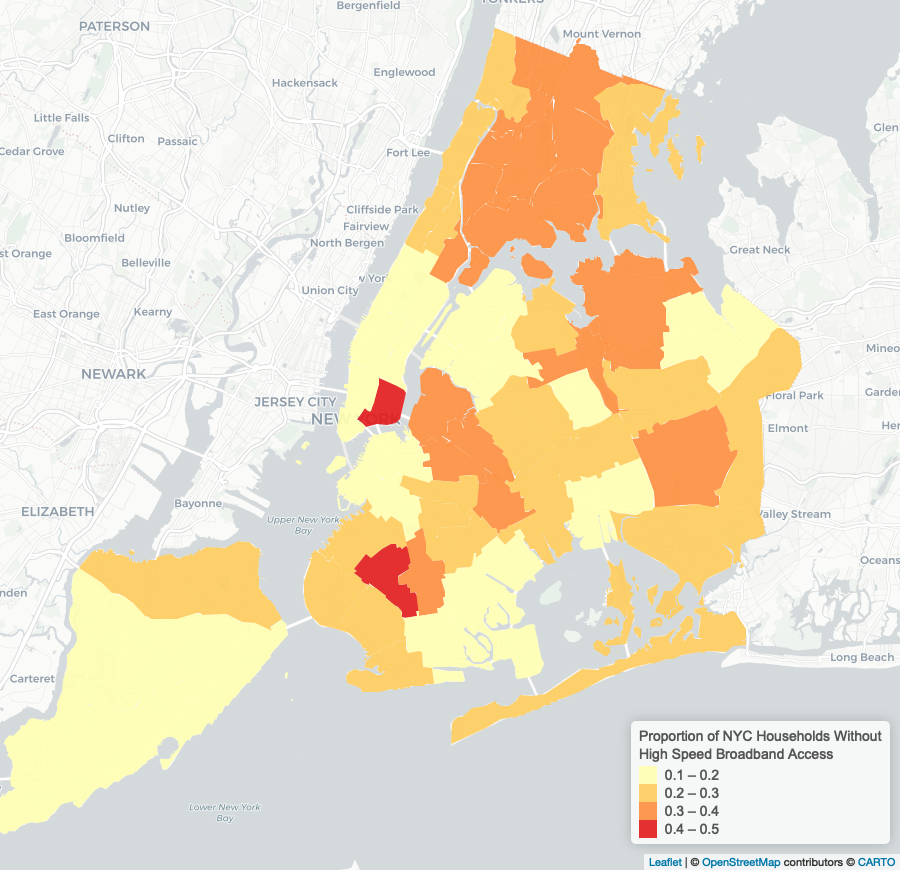 YONKERS
Bergenfield
PATERSON
Mount Vernon
Englewood
Hackensack
Little Falls
Glen
Clifton
Passaic
Cedar Grove
Fort Lee
Nutley
Cliffside Park
Fairview
Bloomfield
North Bergen
st Orange
Great Neck
Belleville
w Yor
Union City
Kearny
East Orange
Mineo
NEWARK
Garde
Floral Park
JERSEY CITY
NEW YORK
Elmont
He
Bayonne
ELIZABETH
Valley Stream
Upper New York
Bay
Oceans
nden
Long Beach
Carteret
Lower New York
Bay
Proportion of NYC Households Without
High Speed Broadband Access
0.1 – 0.2
0.2 – 0.3
0.3 – 0.4
0.4 – 0.5
Leaflet | © OpenStreetMap contributors © CARTO